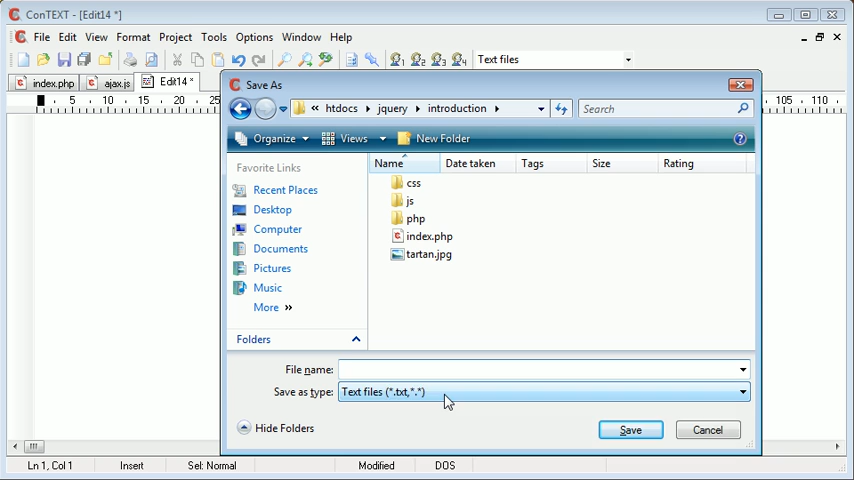 ConTEXT - [Edit14 *]
File Edit View Format Project Tools Options Window Help
1 2 3 4 Text files
index.php ajax.js Edit14 *
5 10 15 20 25 105 110
Save As
« htdocs jquery introduction Search
Organize Views New Folder
Favorite Links
Recent Places
Desktop
Computer
Documents
Pictures
Music
More »
Folders
Name Date taken Tags Size Rating
css
js
php
index.php
tartan.jpg
File name:
Save as type: Text files (*.txt,*.*)
Hide Folders Save Cancel
Ln 1, Col 1 Insert Sel: Normal Modified DOS